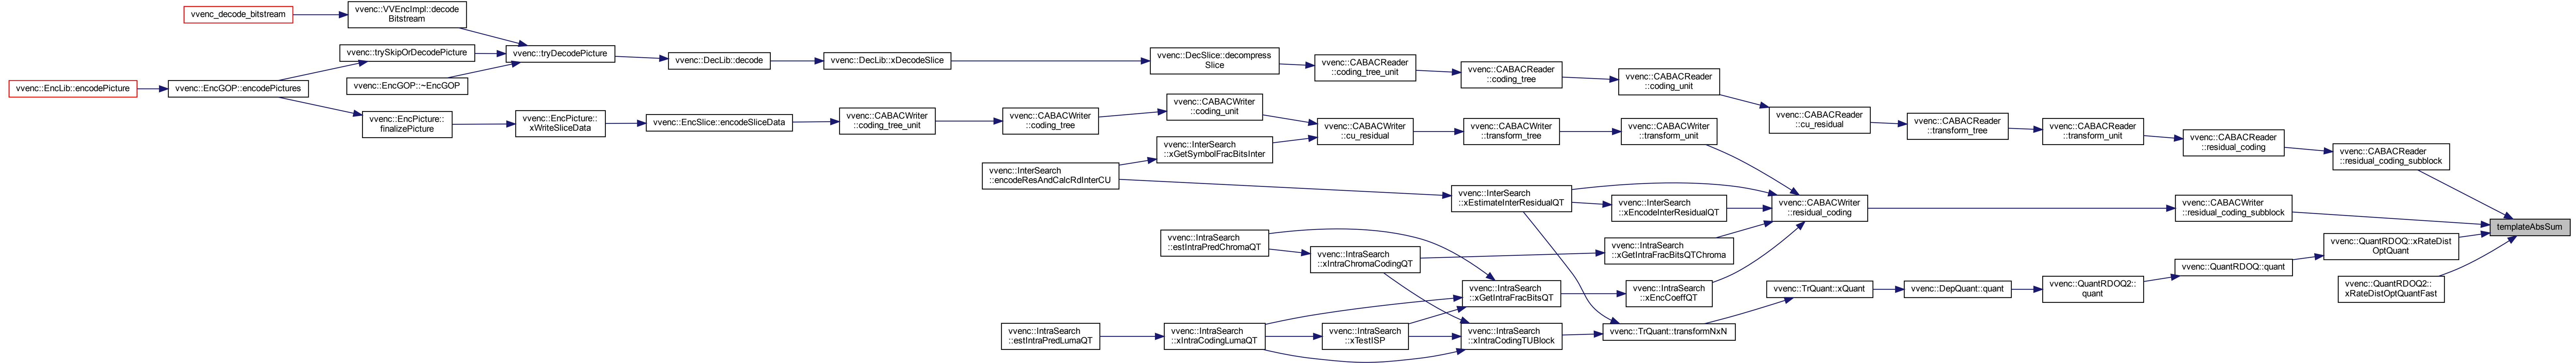 vvenc_decode_bitstream
vvenc::VVEncImpl::decode
Bitstream
vvenc::trySkipOrDecodePicture
vvenc::tryDecodePicture
vvenc::DecLib::decode
vvenc::DecLib::xDecodeSlice
vvenc::DecSlice::decompress
Slice
vvenc::CABACReader
::coding_tree_unit
vvenc::CABACReader
::coding_tree
vvenc::CABACReader
::coding_unit
vvenc::EncLib::encodePicture
vvenc::EncGOP::encodePictures
vvenc::EncGOP::~EncGOP
vvenc::EncPicture::
finalizePicture
vvenc::EncPicture::
xWriteSliceData
vvenc::EncSlice::encodeSliceData
vvenc::CABACWriter
::coding_tree_unit
vvenc::CABACWriter
::coding_tree
vvenc::CABACWriter
::coding_unit
vvenc::CABACWriter
::cu_residual
vvenc::CABACWriter
::transform_tree
vvenc::CABACWriter
::transform_unit
vvenc::CABACReader
::cu_residual
vvenc::CABACReader
::transform_tree
vvenc::CABACReader
::transform_unit
vvenc::CABACReader
::residual_coding
vvenc::CABACReader
::residual_coding_subblock
vvenc::InterSearch
::xGetSymbolFracBitsInter
vvenc::InterSearch
::encodeResAndCalcRdInterCU
vvenc::InterSearch
::xEstimateInterResidualQT
vvenc::InterSearch
::xEncodeInterResidualQT
vvenc::CABACWriter
::residual_coding
vvenc::CABACWriter
::residual_coding_subblock
templateAbsSum
vvenc::IntraSearch
::estIntraPredChromaQT
vvenc::IntraSearch
::xIntraChromaCodingQT
vvenc::IntraSearch
::xGetIntraFracBitsQTChroma
vvenc::QuantRDOQ::xRateDist
OptQuant
vvenc::QuantRDOQ::quant
vvenc::IntraSearch
::xGetIntraFracBitsQT
vvenc::IntraSearch
::xEncCoeffQT
vvenc::TrQuant::xQuant
vvenc::DepQuant::quant
vvenc::QuantRDOQ2::
quant
vvenc::QuantRDOQ2::
xRateDistOptQuantFast
vvenc::IntraSearch
::estIntraPredLumaQT
vvenc::IntraSearch
::xIntraCodingLumaQT
vvenc::IntraSearch
::xTestISP
vvenc::IntraSearch
::xIntraCodingTUBlock
vvenc::TrQuant::transformNxN